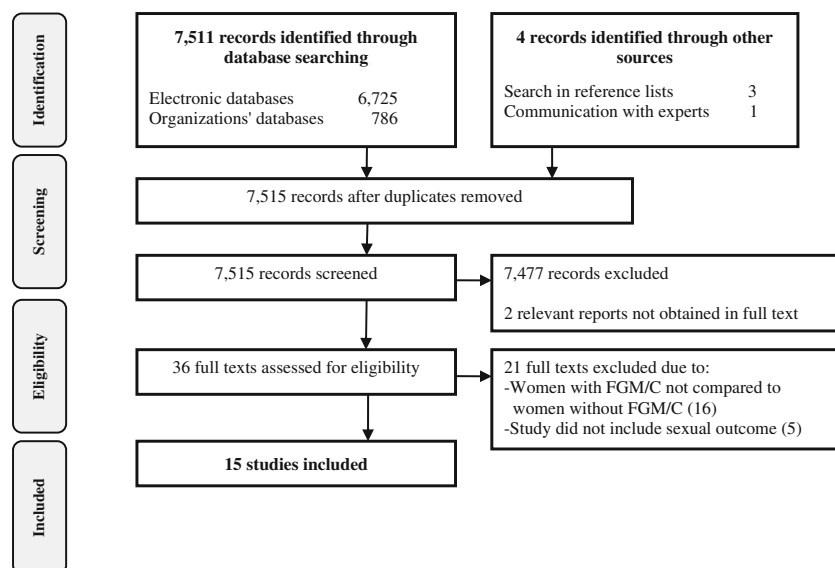 Identification
7,511 records identified through
database searching
Electronic databases 6,725
Organizations' databases 786
4 records identified through other
sources
Search in reference lists 3
Communication with experts 1
Screening
7,515 records after duplicates removed
7,515 records screened
7,477 records excluded
2 relevant reports not obtained in full text
Eligibility
36 full texts assessed for eligibility
21 full texts excluded due to:
-Women with FGM/C not compared to
women without FGM/C (16)
-Study did not include sexual outcome (5)
Included
15 studies included